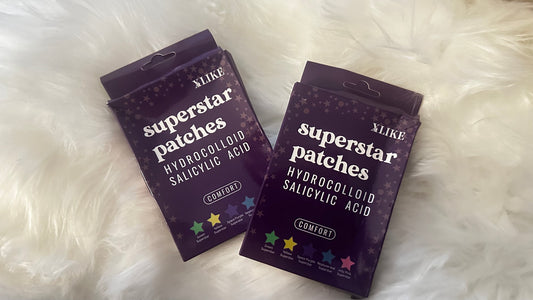 XLIKE
superstar
patches
HYDROCOLLOID
SALICYLIC ACID
COMFORT
XLIKE
superstar
patches
HYDROCOLLOID
SALICYLIC ACID
COMFORT